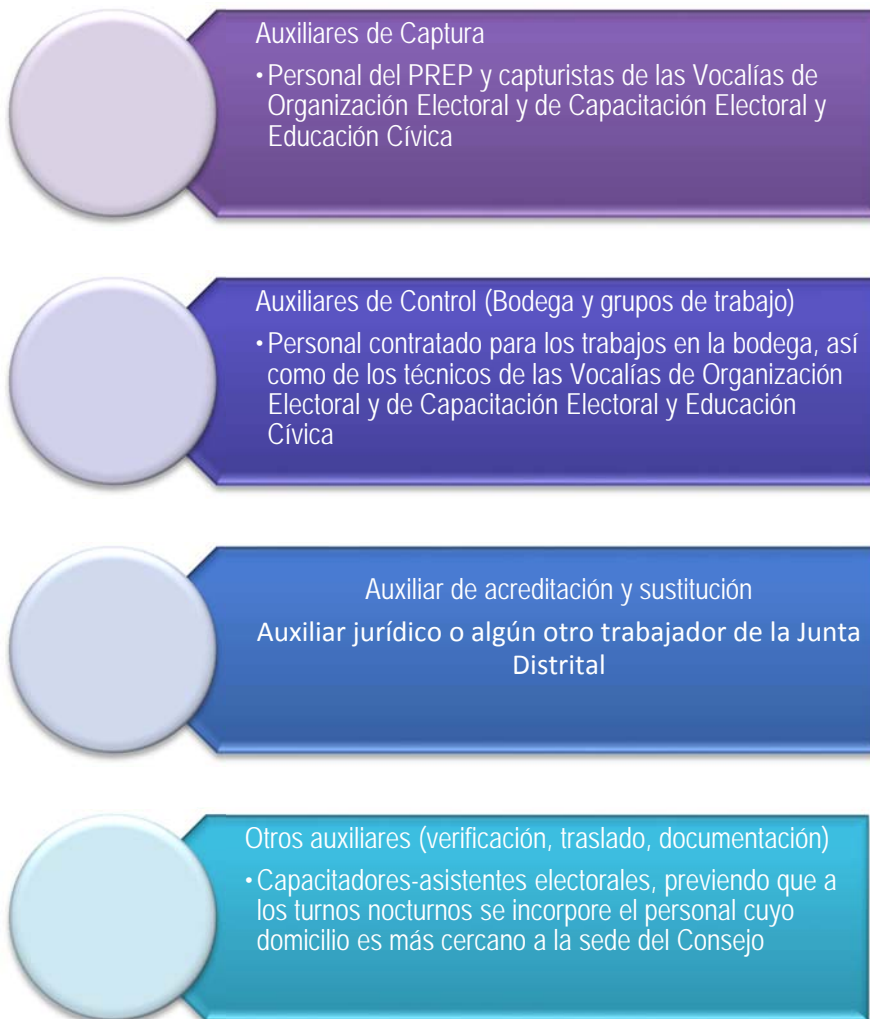 Auxiliares de Captura
•Personal del PREP y capturistas de las Vocalías de
Organización Electoral y de Capacitación Electoral y
Educación Cívica
Auxiliares de Control (Bodega y grupos de trabajo)
•Personal contratado para los trabajos en la bodega, así
como de los técnicos de las Vocalías de Organización
Electoral y de Capacitación Electoral y Educación
Cívica
Auxiliar de acreditación y sustitución
Auxiliar jurídico o algún otro trabajador de la Junta
Distrital
Otros auxiliares (verificación, traslado, documentación)
•Capacitadores-asistentes electorales, previendo que a
los turnos nocturnos se incorpore el personal cuyo
domicilio es más cercano a la sede del Consejo